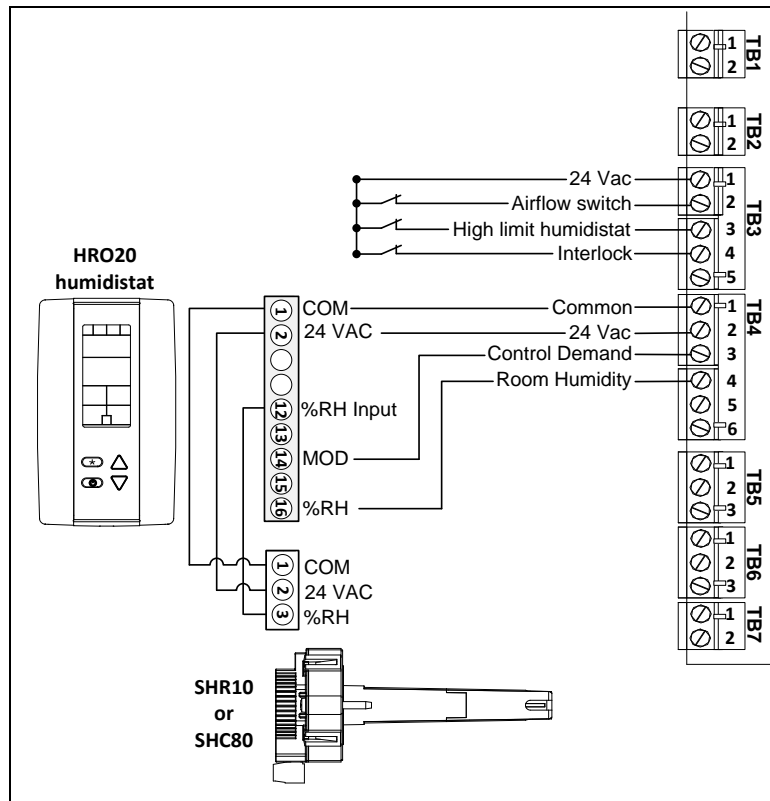 1
2
TB1
1
2
TB2
24 Vac
1
Airflow switch
2
High limit humidistat
3
Interlock
4
5
TB3
HRO20
humidistat
1
COM
2
24 VAC
12
%RH Input
13
14
MOD
15
16
%RH
Common
1
24 Vac
2
Control Demand
3
Room Humidity
4
5
6
TB4
1
2
3
TB5
1
2
3
TB6
1
2
TB7
1
COM
2
24 VAC
3
%RH
SHR10
or
SHC80